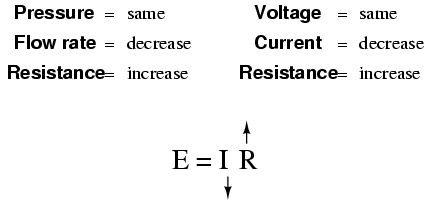 Pressure = same    Voltage = same
Flow rate = decrease    Current = decrease
Resistance= increase    Resistance= increase
E = I R